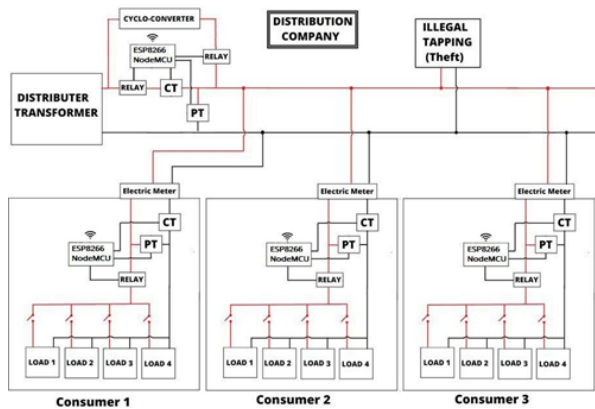 CYCLO-CONVERTER
DISTRIBUTION
COMPANY
ILLEGAL
TAPPING
(Theft)
ESP8266
NodeMCU
RELAY
RELAY
CT
PT
DISTRIBUTER
TRANSFORMER
Electric Meter
CT
PT
ESP8266
NodeMCU
RELAY
LOAD 1
LOAD 2
LOAD 3
LOAD 4
Consumer 1
Electric Meter
CT
PT
ESP8266
NodeMCU
RELAY
LOAD 1
LOAD 2
LOAD 3
LOAD 4
Consumer 2
Electric Meter
CT
PT
ESP8266
NodeMCU
RELAY
LOAD 1
LOAD 2
LOAD 3
LOAD 4
Consumer 3